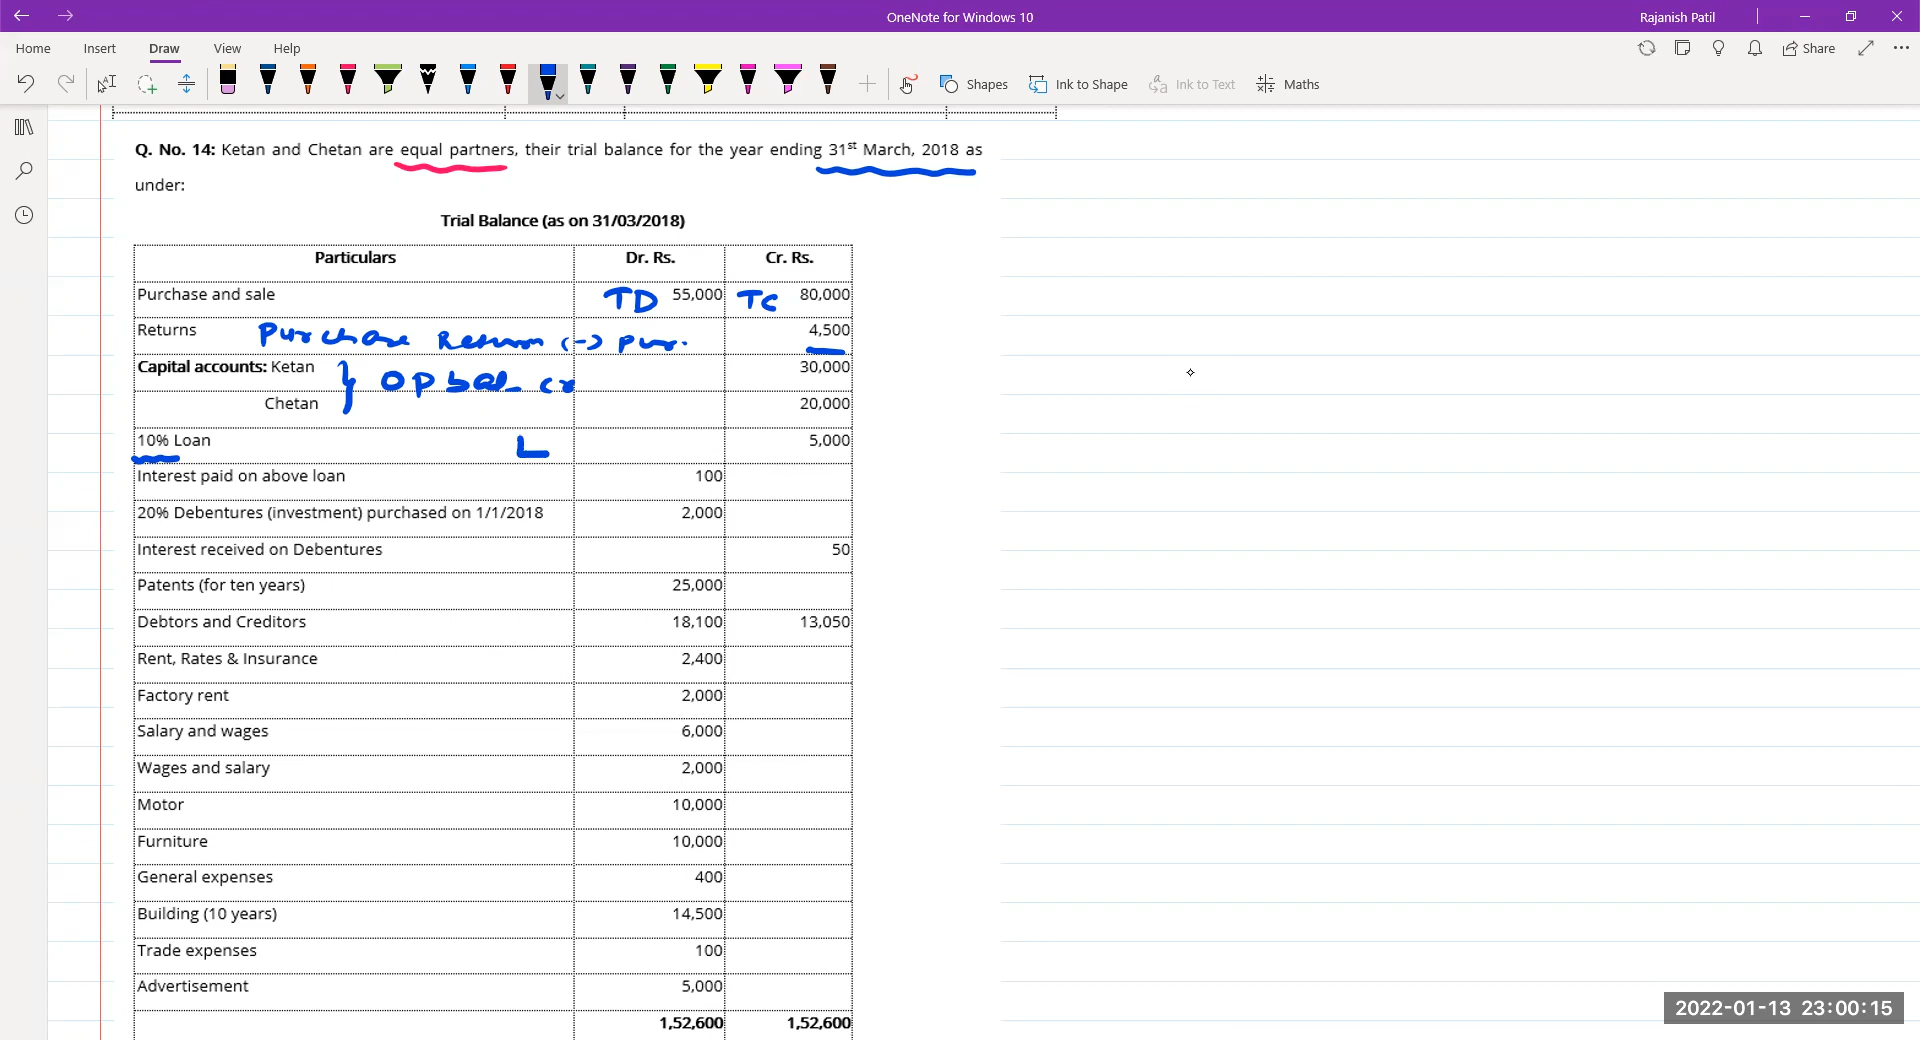 OneNote for Windows 10
Rajanish Patil
Home Insert Draw View Help
Share
Shapes Ink to Shape Ink to Text Maths
Q. No. 14: Ketan and Chetan are equal partners, their trial balance for the year ending 31st March, 2018 as
under:
Trial Balance (as on 31/03/2018)
Particulars Dr. Rs. Cr. Rs.
Purchase and sale TD 55,000 TC 80,000
Returns Purchase Return (-) pur. 4,500
Capital accounts: Ketan 30,000
Op bal cr
Chetan 20,000
10% Loan L 5,000
Interest paid on above loan 100
20% Debentures (investment) purchased on 1/1/2018 2,000
Interest received on Debentures 50
Patents (for ten years) 25,000
Debtors and Creditors 18,100 13,050
Rent, Rates & Insurance 2,400
Factory rent 2,000
Salary and wages 6,000
Wages and salary 2,000
Motor 10,000
Furniture 10,000
General expenses 400
Building (10 years) 14,500
Trade expenses 100
Advertisement 5,000
1,52,600 1,52,600
2022-01-13 23:00:15